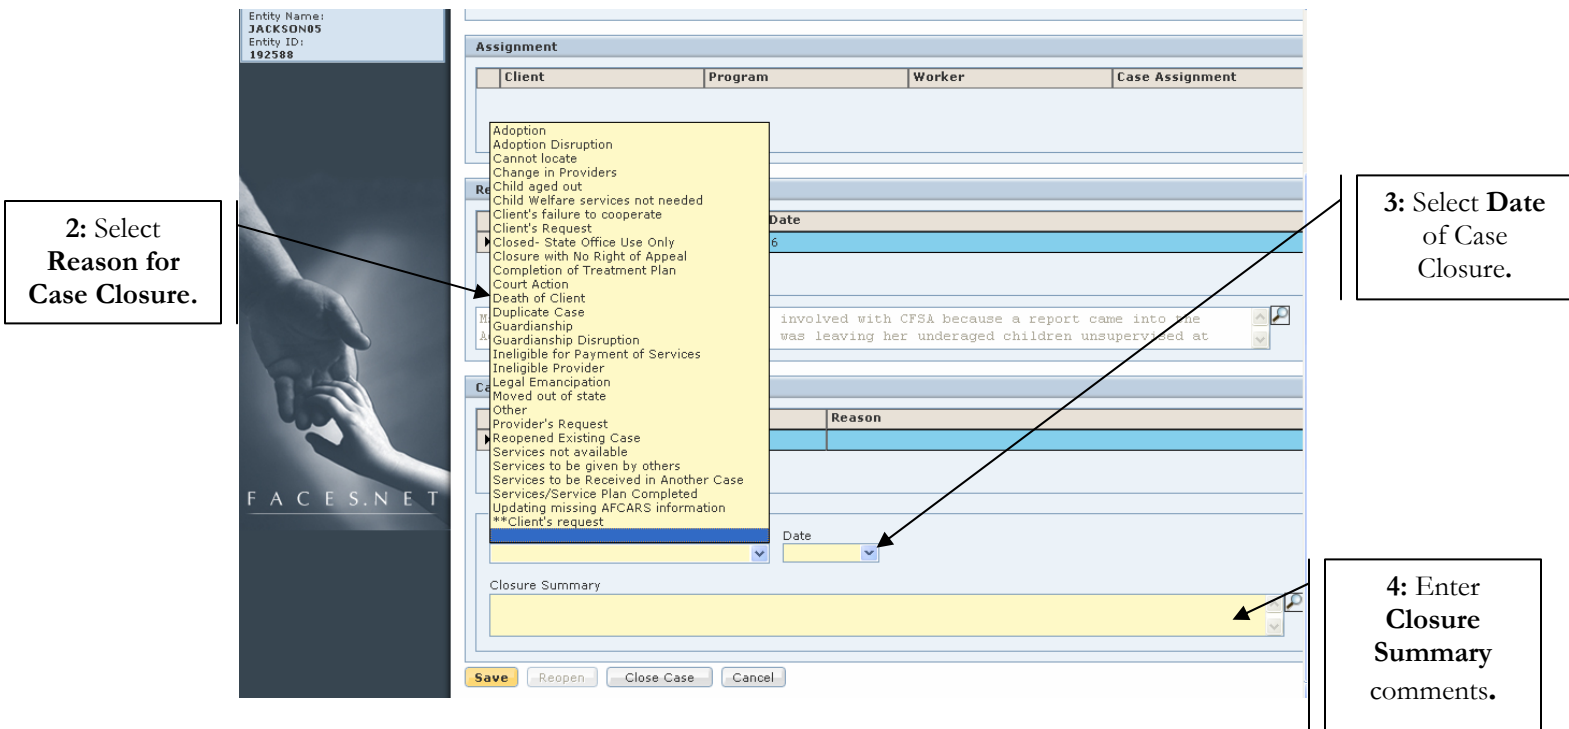 Entity Name:
JACKSON05
Entity ID:
192588
FACES.NET
Assignment
Client Program Worker Case Assignment
Adoption
Adoption Disruption
Cannot locate
Change in Providers
Child aged out
Child Welfare services not needed
Client's failure to cooperate
Client's Request
Closed- State Office Use Only
Closure with No Right of Appeal
Completion of Treatment Plan
Court Action
Death of Client
Duplicate Case
Guardianship
Guardianship Disruption
Ineligible for Payment of Services
Ineligible Provider
Legal Emancipation
Moved out of state
Other
Provider's Request
Reopened Existing Case
Services not available
Services to be given by others
Services to be Received in Another Case
Services/Service Plan Completed
Updating missing AFCARS information
**Client's request
Re
Date
6
involved with CFSA because a report came into the
was leaving her underaged children unsupervised at
Ca
Reason
Date
Closure Summary
Save Reopen Close Case Cancel
2: Select
Reason for
Case Closure.
3: Select Date
of Case
Closure.
4: Enter
Closure
Summary
comments.